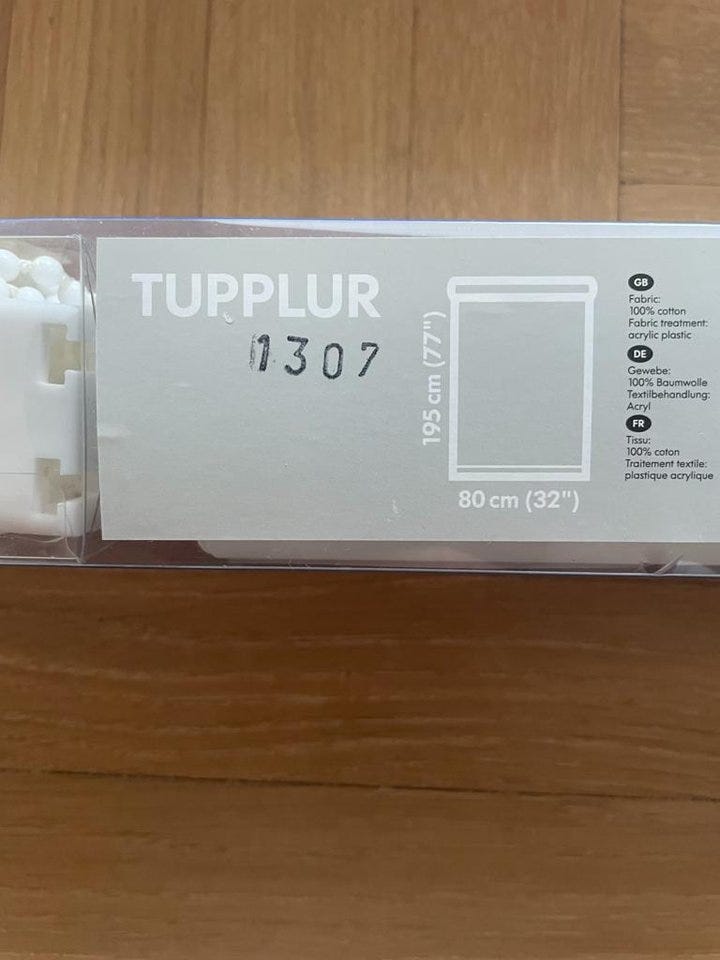 TUPPLUR
1307
195 cm (77")
80 cm (32")
GB
Fabric:
100% cotton
Fabric treatment:
acrylic plastic
DE
Gewebe:
100% Baumwolle
Textilbehandlung:
Acryl
FR
Tissu:
100% coton
Traitement textile:
plastique acrylique